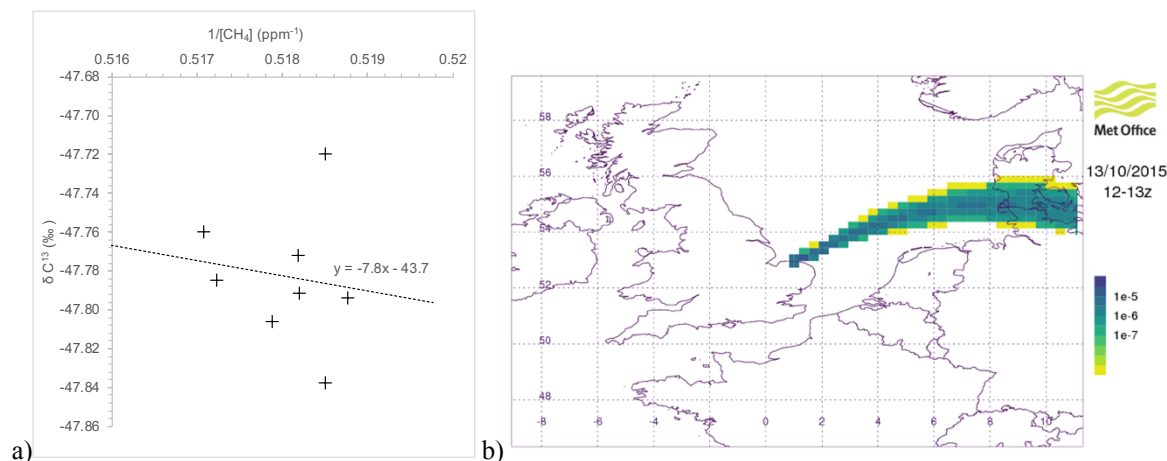 1/[CH₄] (ppm⁻¹)
0.516 0.517 0.518 0.519 0.52
-47.68
-47.70
-47.72
-47.74
-47.76
-47.78
-47.80
-47.82
-47.84
-47.86
δ C¹³ (‰)
y = -7.8x - 43.7
a)
58
56
54
52
50
48
-8 -6 -4 -2 0 2 4 6 8 10
Met Office
13/10/2015
12-13z
1e-5
1e-6
1e-7
b)